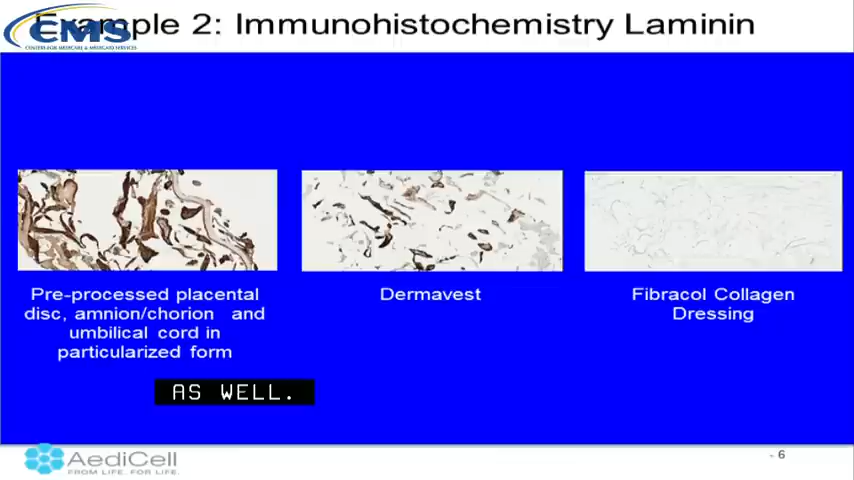 Example 2: Immunohistochemistry Laminin
CMS
CENTERS FOR MEDICARE & MEDICAID SERVICES
Pre-processed placental
disc, amnion/chorion and
umbilical cord in
particularized form
Dermavest
Fibracol Collagen
Dressing
AS WELL.
AediCell
FROM LIFE. FOR LIFE.
- 6